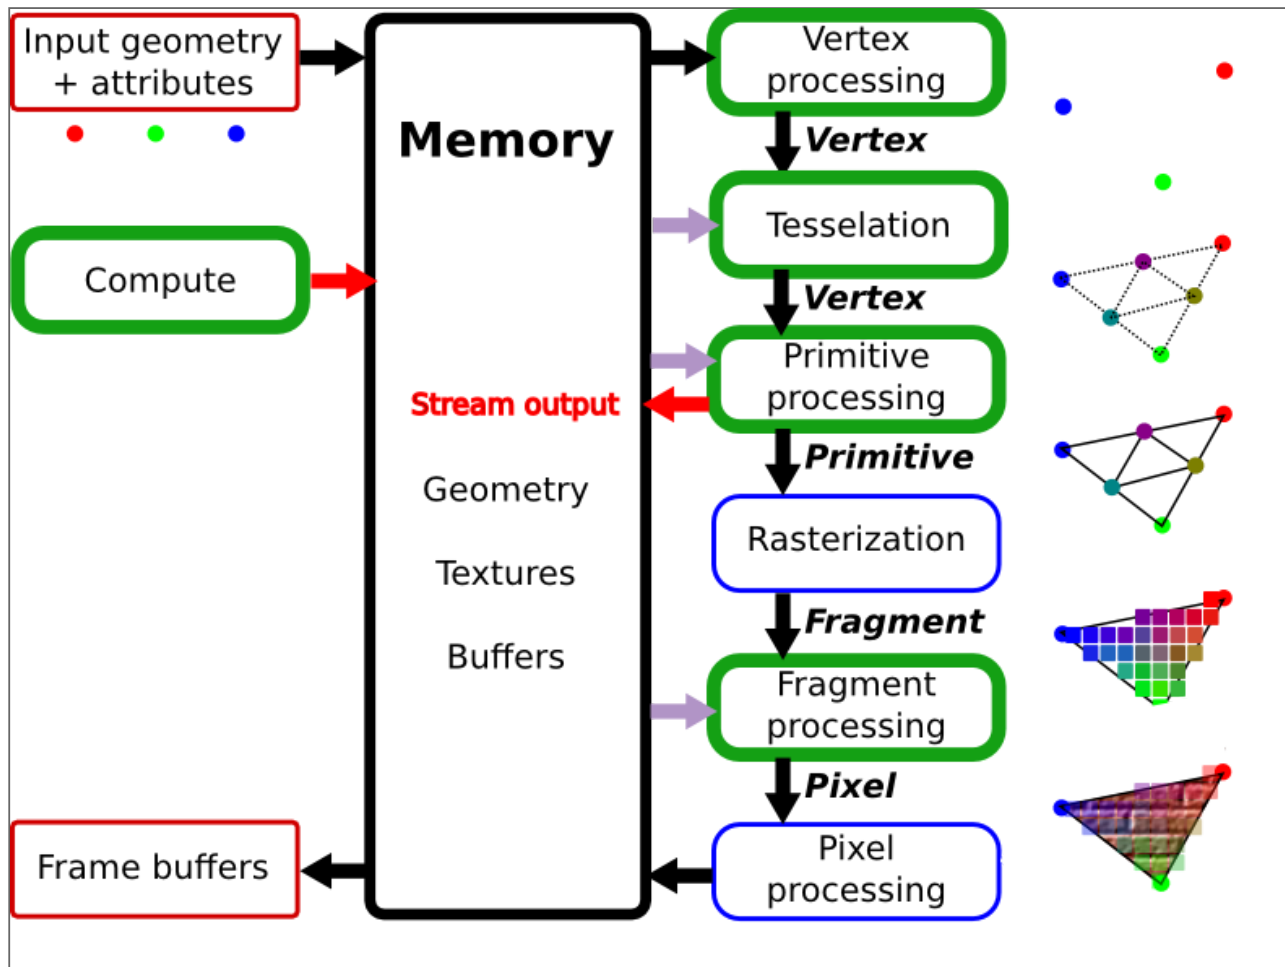 Input geometry
+ attributes
Compute
Frame buffers
Memory
Stream output
Geometry
Textures
Buffers
Vertex
processing
Vertex
Tesselation
Vertex
Primitive
processing
Primitive
Rasterization
Fragment
Fragment
processing
Pixel
Pixel
processing